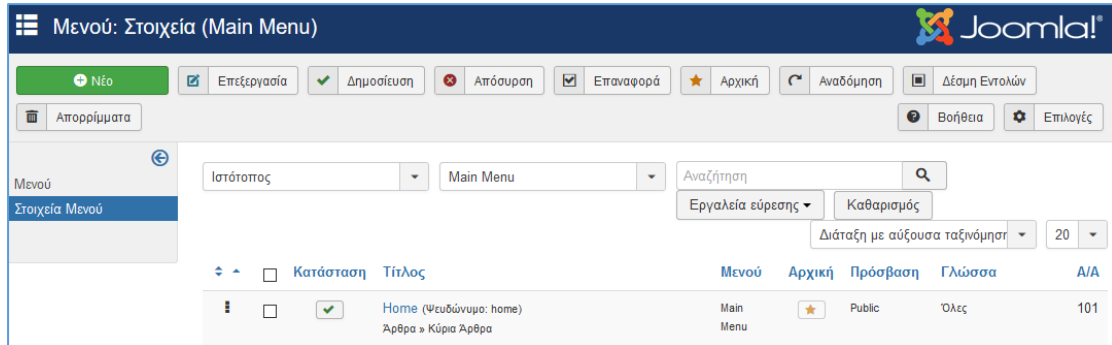 Μενού: Στοιχεία (Main Menu) Joomla!®
Νέο Επεξεργασία Δημοσίευση Απόσυρση Επαναφορά Αρχική Αναδόμηση Δέσμη Εντολών
Απορρίμματα Βοήθεια Επιλογές
Μενού
Στοιχεία Μενού
Ιστότοπος Main Menu Αναζήτηση
Εργαλεία εύρεσης Καθαρισμός
Διάταξη με αύξουσα ταξινόμησr 20
Κατάσταση Τίτλος Μενού Αρχική Πρόσβαση Γλώσσα Α/Α
Home (Ψευδώνυμο: home) Main Public Όλες 101
Άρθρα » Κύρια Άρθρα Menu